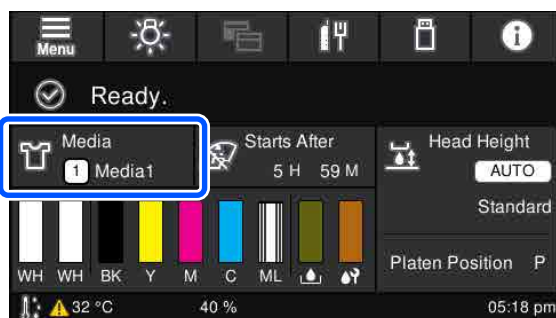 Menu
Ready.
Media
1 Media1
Starts After
5 H 59 M
Head Height
AUTO
Standard
WH WH BK Y M C ML
Platen Position P
32 °C
40 %
05:18 pm